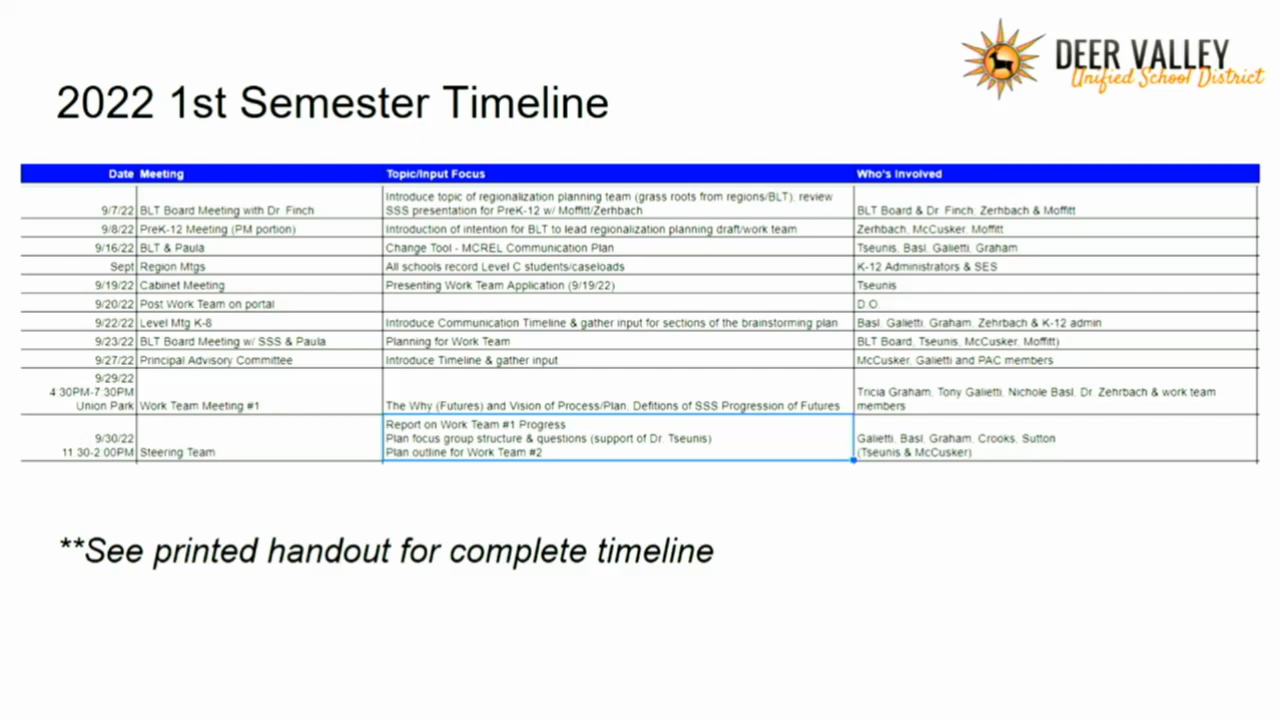 DEER VALLEY
Unified School District
2022 1st Semester Timeline
Date Meeting Topic/Input Focus Who's Involved
Introduce topic of regionalization planning team (grass roots from regions/BLT); review
9/7/22 BLT Board Meeting with Dr. Finch SSS presentation for PreK-12 w/ Moffitt/Zerhbach BLT Board & Dr. Finch, Zerhbach & Moffitt
9/8/22 PreK-12 Meeting (PM portion) Introduction of intention for BLT to lead regionalization planning draft/work team Zerhbach, McCusker, Moffitt
9/16/22 BLT & Paula Change Tool - MCREL Communication Plan Tseunis, Basl, Galietti, Graham
Sept Region Mtgs All schools record Level C students/caseloads K-12 Administrators & SES
9/19/22 Cabinet Meeting Presenting Work Team Application (9/19/22) Tseunis
9/20/22 Post Work Team on portal D.O.
9/22/22 Level Mtg K-8 Introduce Communication Timeline & gather input for sections of the brainstorming plan Basl, Galietti, Graham, Zehrbach & K-12 admin
9/23/22 BLT Board Meeting w/ SSS & Paula Planning for Work Team BLT Board, Tseunis, McCusker, Moffitt)
9/27/22 Principal Advisory Committee Introduce Timeline & gather input McCusker, Galietti and PAC members
9/29/22
4:30PM-7:30PM Tricia Graham, Tony Galietti, Nichole Basl, Dr. Zehrbach & work team
Union Park Work Team Meeting #1 The Why (Futures) and Vision of Process/Plan, Defitions of SSS Progression of Futures members
Report on Work Team #1 Progress
9/30/22 Plan focus group structure & questions (support of Dr. Tseunis) Galietti, Basl, Graham, Crooks, Sutton
11:30-2:00PM Steering Team Plan outline for Work Team #2 (Tseunis & McCusker)
**See printed handout for complete timeline